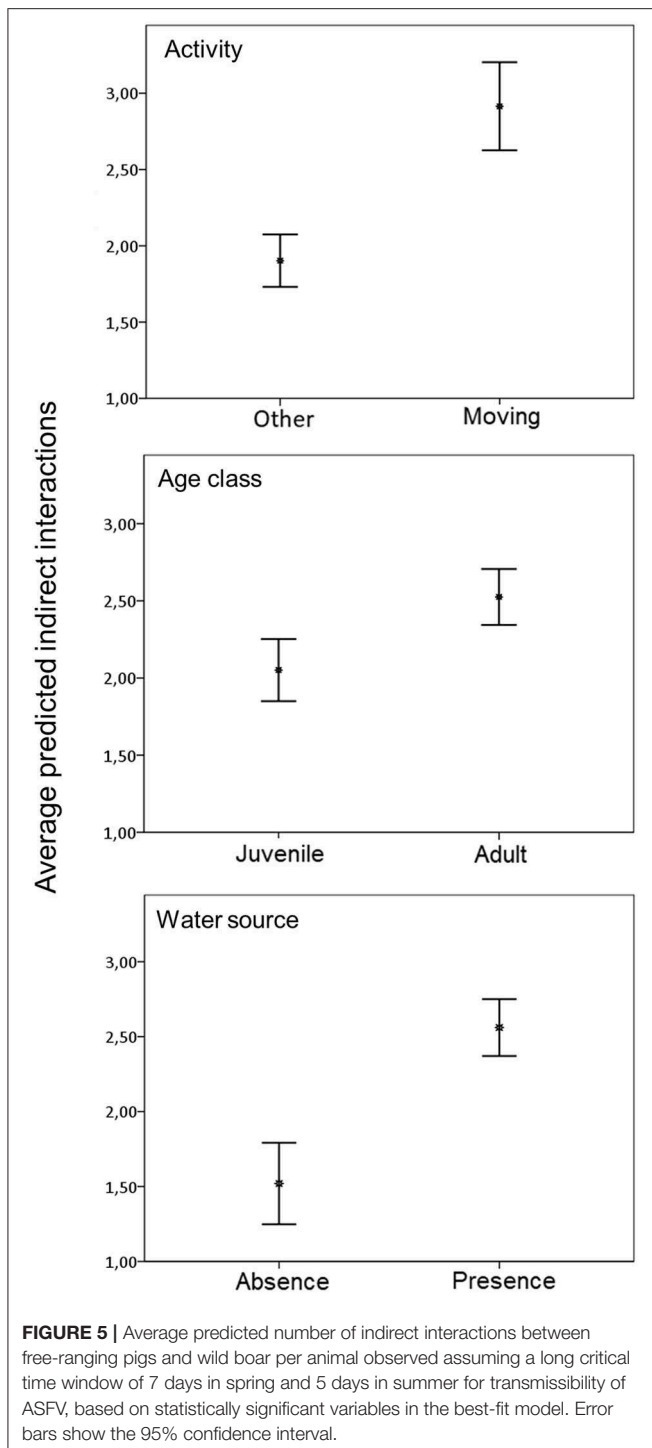 Average predicted indirect interactions
Activity
3,00
2,50
2,00
1,50
1,00
Other Moving
Age class
3,00
2,50
2,00
1,50
1,00
Juvenile Adult
Water source
3,00
2,50
2,00
1,50
1,00
Absence Presence
FIGURE 5 | Average predicted number of indirect interactions between
free-ranging pigs and wild boar per animal observed assuming a long critical
time window of 7 days in spring and 5 days in summer for transmissibility of
ASFV, based on statistically significant variables in the best-fit model. Error
bars show the 95% confidence interval.